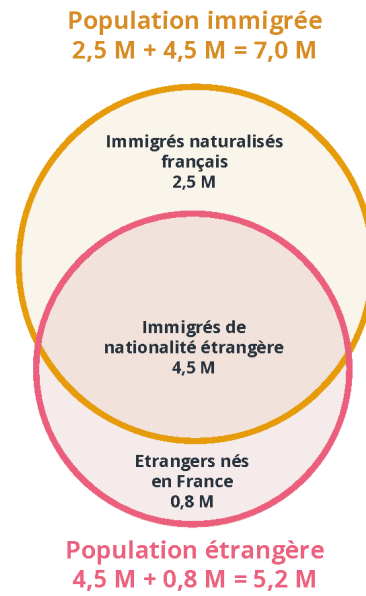 Population immigrée
2,5 M + 4,5 M = 7,0 M
Immigrés naturalisés
français
2,5 M
Immigrés de
nationalité étrangère
4,5 M
Etrangers nés
en France
0,8 M
Population étrangère
4,5 M + 0,8 M = 5,2 M